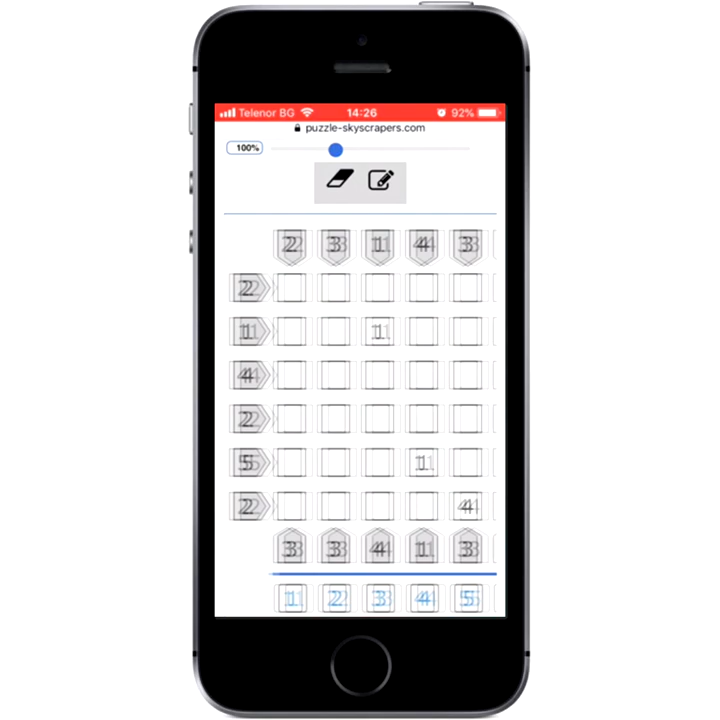 Telenor BG 14:26 92%
puzzle-skyscrapers.com
100%
2 3 1 4 3
2
1 1
4
2
5 1
2 4
3 3 4 1 3
1 2 3 4 5